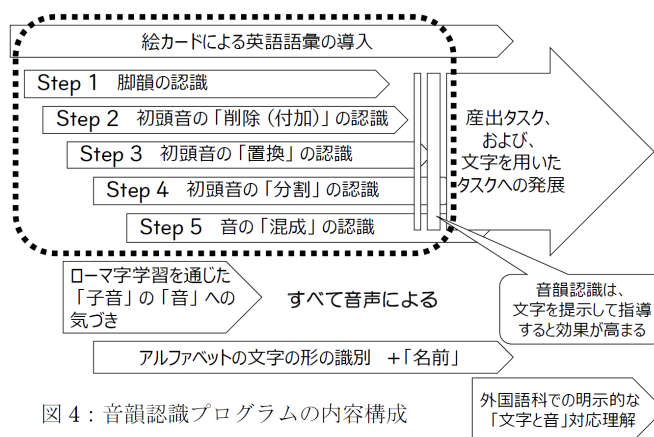 絵カードによる英語語彙の導入
Step 1 脚韻の認識
Step 2 初頭音の「削除（付加）」の認識
Step 3 初頭音の「置換」の認識
Step 4 初頭音の「分割」の認識
Step 5 音の「混成」の認識
産出タスク、
および、
文字を用いた
タスクへの発展
ローマ字学習を通じた
「子音」の「音」への
気づき
すべて音声による
音韻認識は、
文字を提示して指導
すると効果が高まる
アルファベットの文字の形の識別 +「名前」
外国語科での明示的な
「文字と音」対応理解
図 4：音韻認識プログラムの内容構成